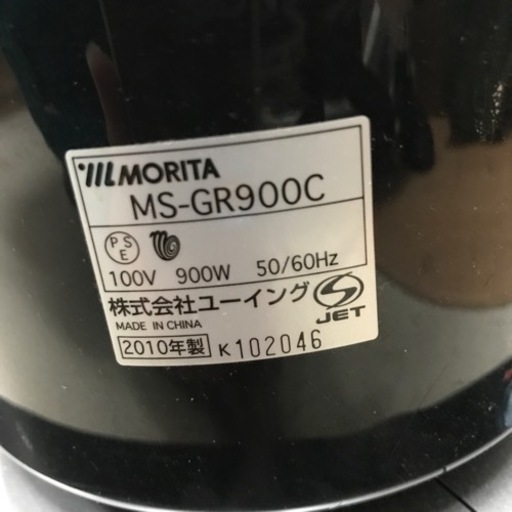 MORITA
MS-GR900C
PSE
100V 900W 50/60Hz
株式会社ユーイング
JET
MADE IN CHINA
2010年製 K102046